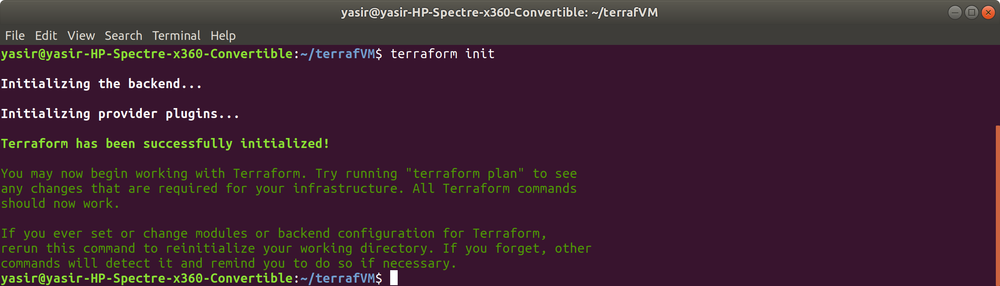 yasir@yasir-HP-Spectre-x360-Convertible: ~/terrafVM
File Edit View Search Terminal Help
yasir@yasir-HP-Spectre-x360-Convertible:~/terrafVM$ terraform init
Initializing the backend...
Initializing provider plugins...
Terraform has been successfully initialized!
You may now begin working with Terraform. Try running "terraform plan" to see
any changes that are required for your infrastructure. All Terraform commands
should now work.
If you ever set or change modules or backend configuration for Terraform,
rerun this command to reinitialize your working directory. If you forget, other
commands will detect it and remind you to do so if necessary.
yasir@yasir-HP-Spectre-x360-Convertible:~/terrafVM$